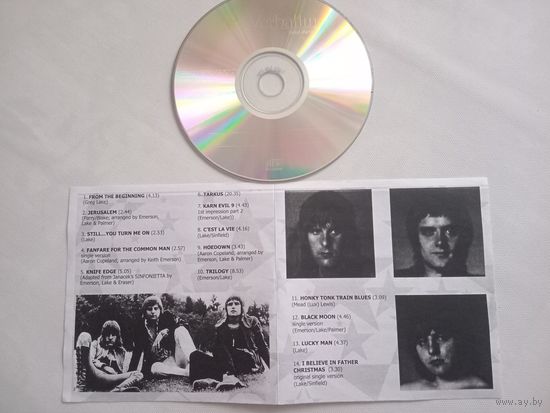 1. FROM THE BEGINNING (4.13)
(Greg Lake)
2. JERUSALEM (2.44)
(Parry/Blake; arranged by Emerson,
Lake & Palmer)
3. STILL...YOU TURN ME ON (2.53)
(Lake)
4. FANFARE FOR THE COMMON MAN (2.57)
single version
(Aaron Copeland, arranged by Keith Emerson)
5. KNIFE EDGE (5.05)
(Adapted from Janacek's SINFONIETTA by
Emerson, Lake & Eraser)
6. TARKUS (20.35)
7. KARN EVIL 9 (4.43)
1st impression part 2
(Emerson/Lake)
8. C'EST LA VIE (4.16)
(Lake/Sinfield)
9. HOEDOWN (3.43)
(Aaron Copeland, arranged by
Emerson, Lake & Palmer)
10. TRILOGY (8.53)
(Emerson/Lake)
11. HONKY TONK TRAIN BLUES (3.09)
(Mead (Lux) Lewis)
12. BLACK MOON (4.46)
single version
(Emerson/Lake/Palmer)
13. LUCKY MAN (4.37)
(Lake)
14. I BELIEVE IN FATHER
CHRISTMAS (3.30)
original single version
(Lake/Sinfield)
ay.by
www.ay.by